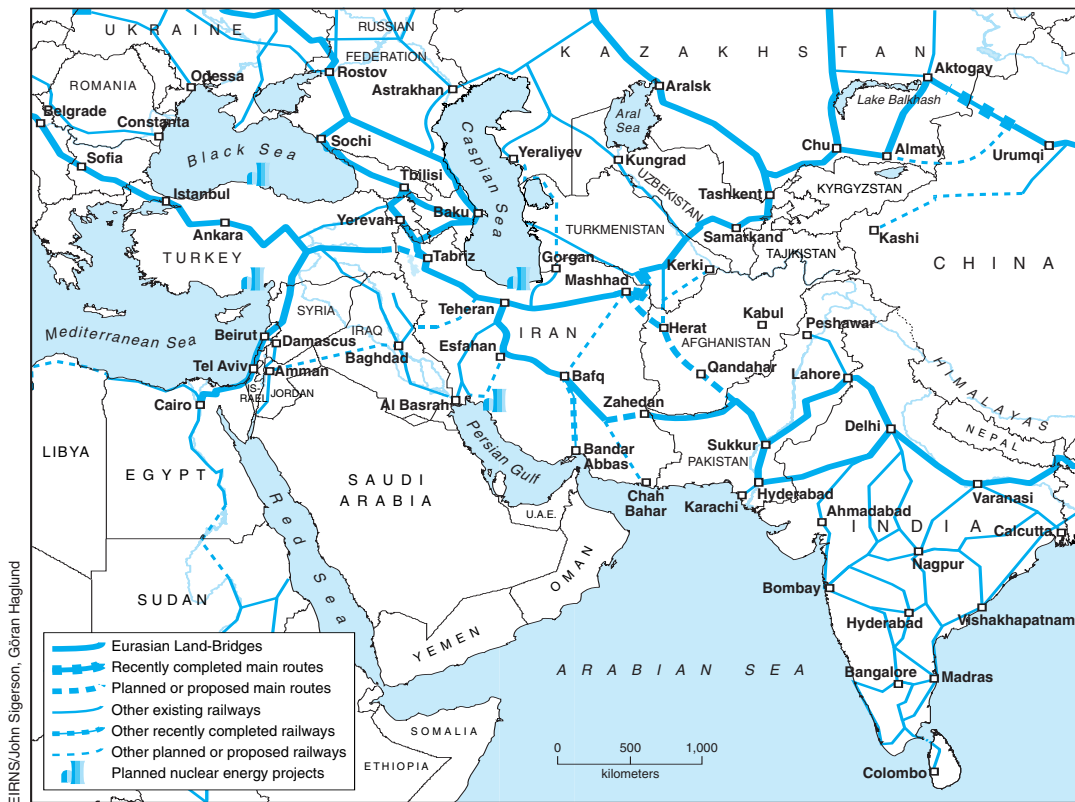 UKRAINE
RUSSIAN
FEDERATION
KAZAKHSTAN
ROMANIA
Odessa
Rostov
Astrakhan
Aralsk
Aktogay
Lake Balkhash
Belgrade
Constanta
Aral
Sea
Sochi
Black Sea
Caspian Sea
Yeraliyev
Kungrad
Chu
Almaty
Urumqi
Sofia
Istanbul
Tbilisi
UZBEKISTAN
Tashkent
KYRGYZSTAN
Ankara
Yerevan
Baku
TURKMENISTAN
Samarkand
Kashi
TURKEY
Tabriz
Gorgan
Mashhad
Kerki
TAJIKISTAN
CHINA
SYRIA
Teheran
Mediterranean Sea
Beirut
Damascus
IRAQ
Baghdad
IRAN
Esfahan
Herat
AFGHANISTAN
Kabul
Peshawar
Tel Aviv
Amman
IS-
RAEL
JORDAN
Bafq
Qandahar
Lahore
HIMALAYAS
Cairo
Al Basrah
Zahedan
Delhi
NEPAL
LIBYA
EGYPT
SAUDI
ARABIA
Persian Gulf
Bandar
Abbas
Sukkur
PAKISTAN
U.A.E.
Chah
Bahar
Karachi
Hyderabad
Varanasi
Red Sea
OMAN
Ahmadabad
INDIA
Calcutta
Nagpur
SUDAN
YEMEN
Bombay
Hyderabad
Vishakhapatnam
ARABIAN SEA
Bangalore
Madras
SOMALIA
ETHIOPIA
Colombo
Eurasian Land-Bridges
Recently completed main routes
Planned or proposed main routes
Other existing railways
Other recently completed railways
Other planned or proposed railways
Planned nuclear energy projects
0 500 1,000
kilometers
EIRNS/John Sigerson, Göran Haglund